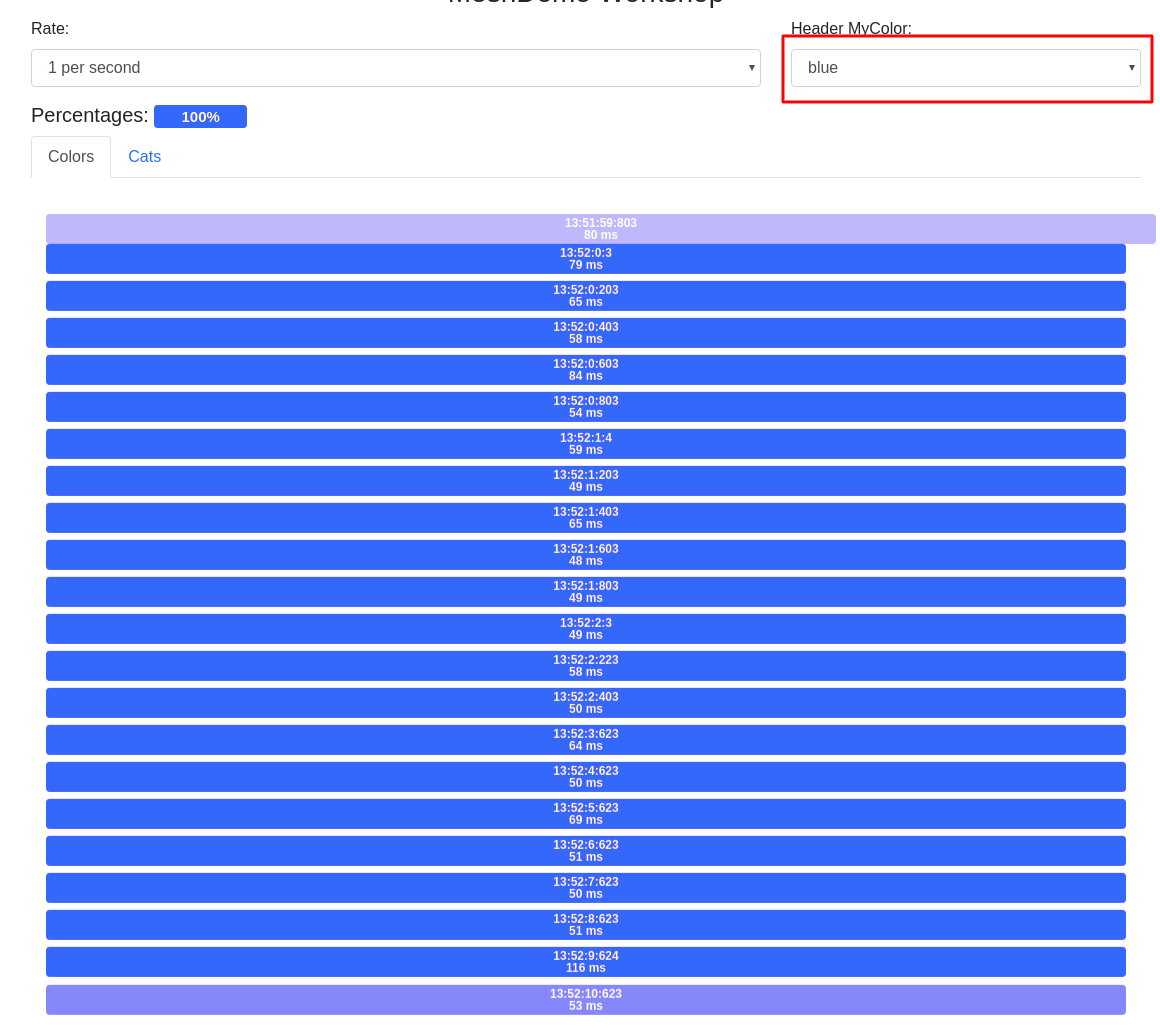 MeshDemo Workshop
Rate:
Header MyColor:
1 per second
blue
Percentages: 100%
Colors
Cats
13:51:59:803
80 ms
13:52:0:3
79 ms
13:52:0:203
65 ms
13:52:0:403
58 ms
13:52:0:603
84 ms
13:52:0:803
54 ms
13:52:1:4
59 ms
13:52:1:203
49 ms
13:52:1:403
65 ms
13:52:1:603
48 ms
13:52:1:803
49 ms
13:52:2:3
49 ms
13:52:2:223
58 ms
13:52:2:403
50 ms
13:52:3:623
64 ms
13:52:4:623
50 ms
13:52:5:623
69 ms
13:52:6:623
51 ms
13:52:7:623
50 ms
13:52:8:623
51 ms
13:52:9:624
116 ms
13:52:10:623
53 ms